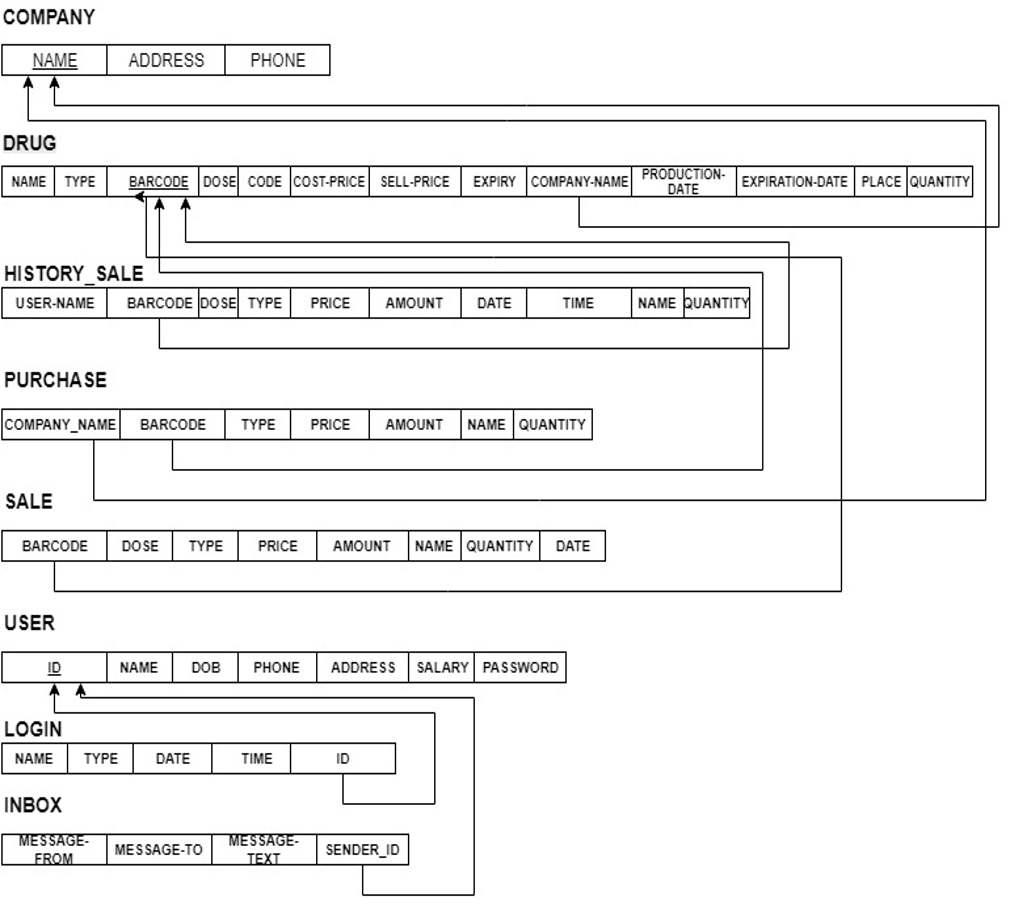 COMPANY
NAME ADDRESS PHONE
DRUG
NAME TYPE BARCODE DOSE CODE COST-PRICE SELL-PRICE EXPIRY COMPANY-NAME PRODUCTION-DATE EXPIRATION-DATE PLACE QUANTITY
HISTORY_SALE
USER-NAME BARCODE DOSE TYPE PRICE AMOUNT DATE TIME NAME QUANTITY
PURCHASE
COMPANY_NAME BARCODE TYPE PRICE AMOUNT NAME QUANTITY
SALE
BARCODE DOSE TYPE PRICE AMOUNT NAME QUANTITY DATE
USER
ID NAME DOB PHONE ADDRESS SALARY PASSWORD
LOGIN
NAME TYPE DATE TIME ID
INBOX
MESSAGE-FROM MESSAGE-TO MESSAGE-TEXT SENDER_ID